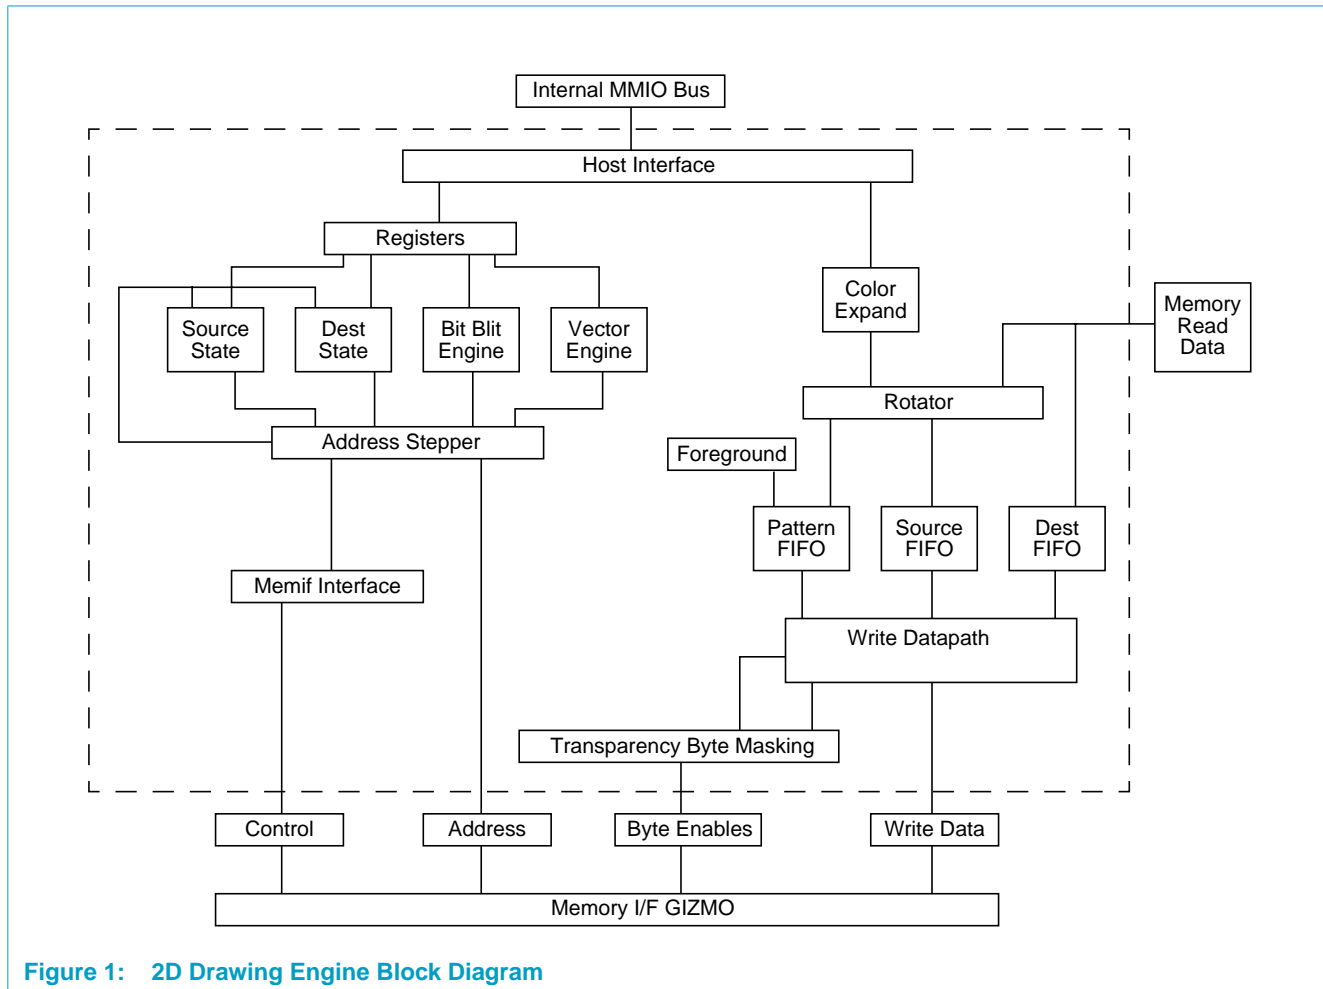 Internal MMIO Bus
Host Interface
Registers
Color
Expand
Memory
Read
Data
Source
State
Dest
State
Bit Blit
Engine
Vector
Engine
Rotator
Address Stepper
Foreground
Pattern
FIFO
Source
FIFO
Dest
FIFO
Memif Interface
Write Datapath
Transparency Byte Masking
Control
Address
Byte Enables
Write Data
Memory I/F GIZMO
Figure 1: 2D Drawing Engine Block Diagram